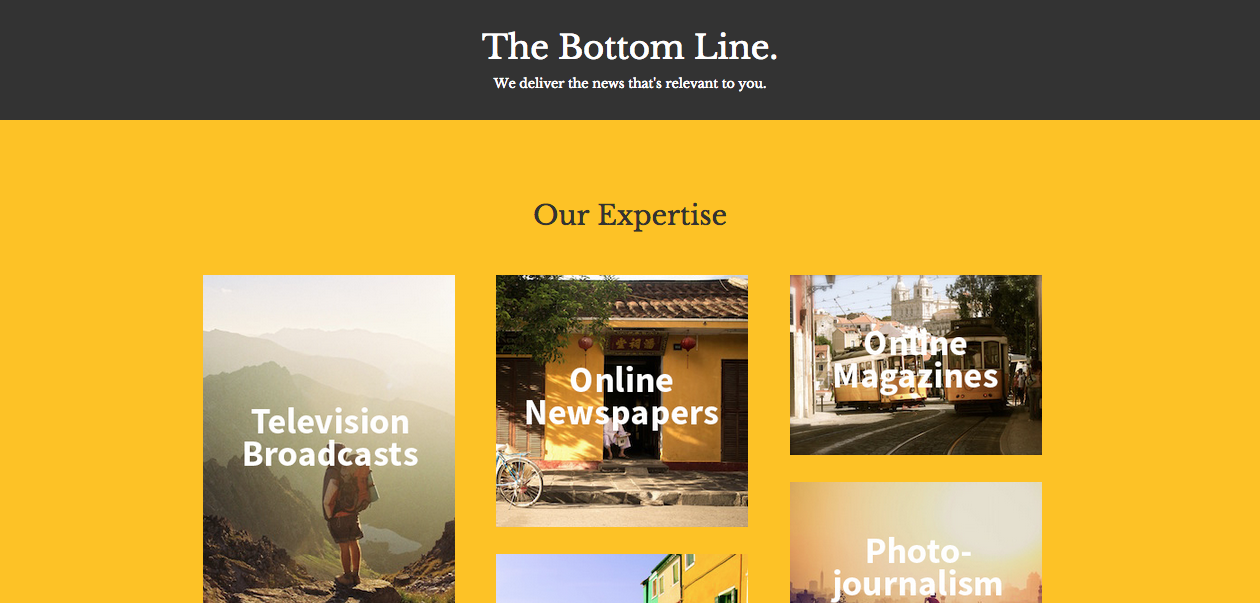 The Bottom Line.
We deliver the news that's relevant to you.
Our Expertise
Television
Broadcasts
Online
Newspapers
Online
Magazines
Photo-
journalism